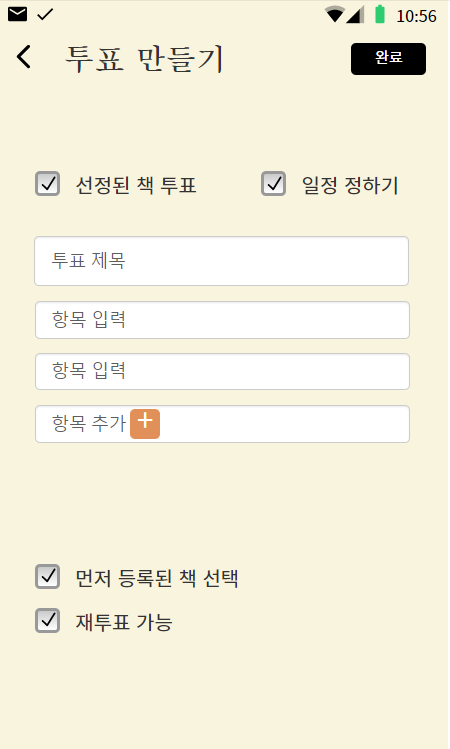 10:56
투표 만들기
완료
선정된 책 투표 일정 정하기
투표 제목
항목 입력
항목 입력
항목 추가 +
먼저 등록된 책 선택
재투표 가능